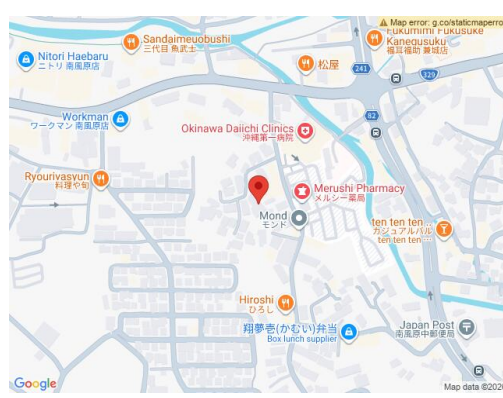 Map error: g.co/staticmaperro
Fukumimi Fukusuke
Kanegusuku
福耳福助 兼城店
Sandaimeuobushi
三代目 魚武士...
Nitori Haebaru
ニトリ 南風原店
松屋
241
329
82
Workman
ワークマン 南風原店
Okinawa Daiichi Clinics
沖縄第一病院
Ryourivasyun
料理や旬
Merushi Pharmacy
メルシー薬局
Mond
モンド
ten ten ten ...
カジュアルバル
ten ten ten ...
Hiroshi
ひろし
翔夢壱(かむい)弁当
Box lunch supplier
Japan Post
南風原中郵便局
Google
Map data ©202